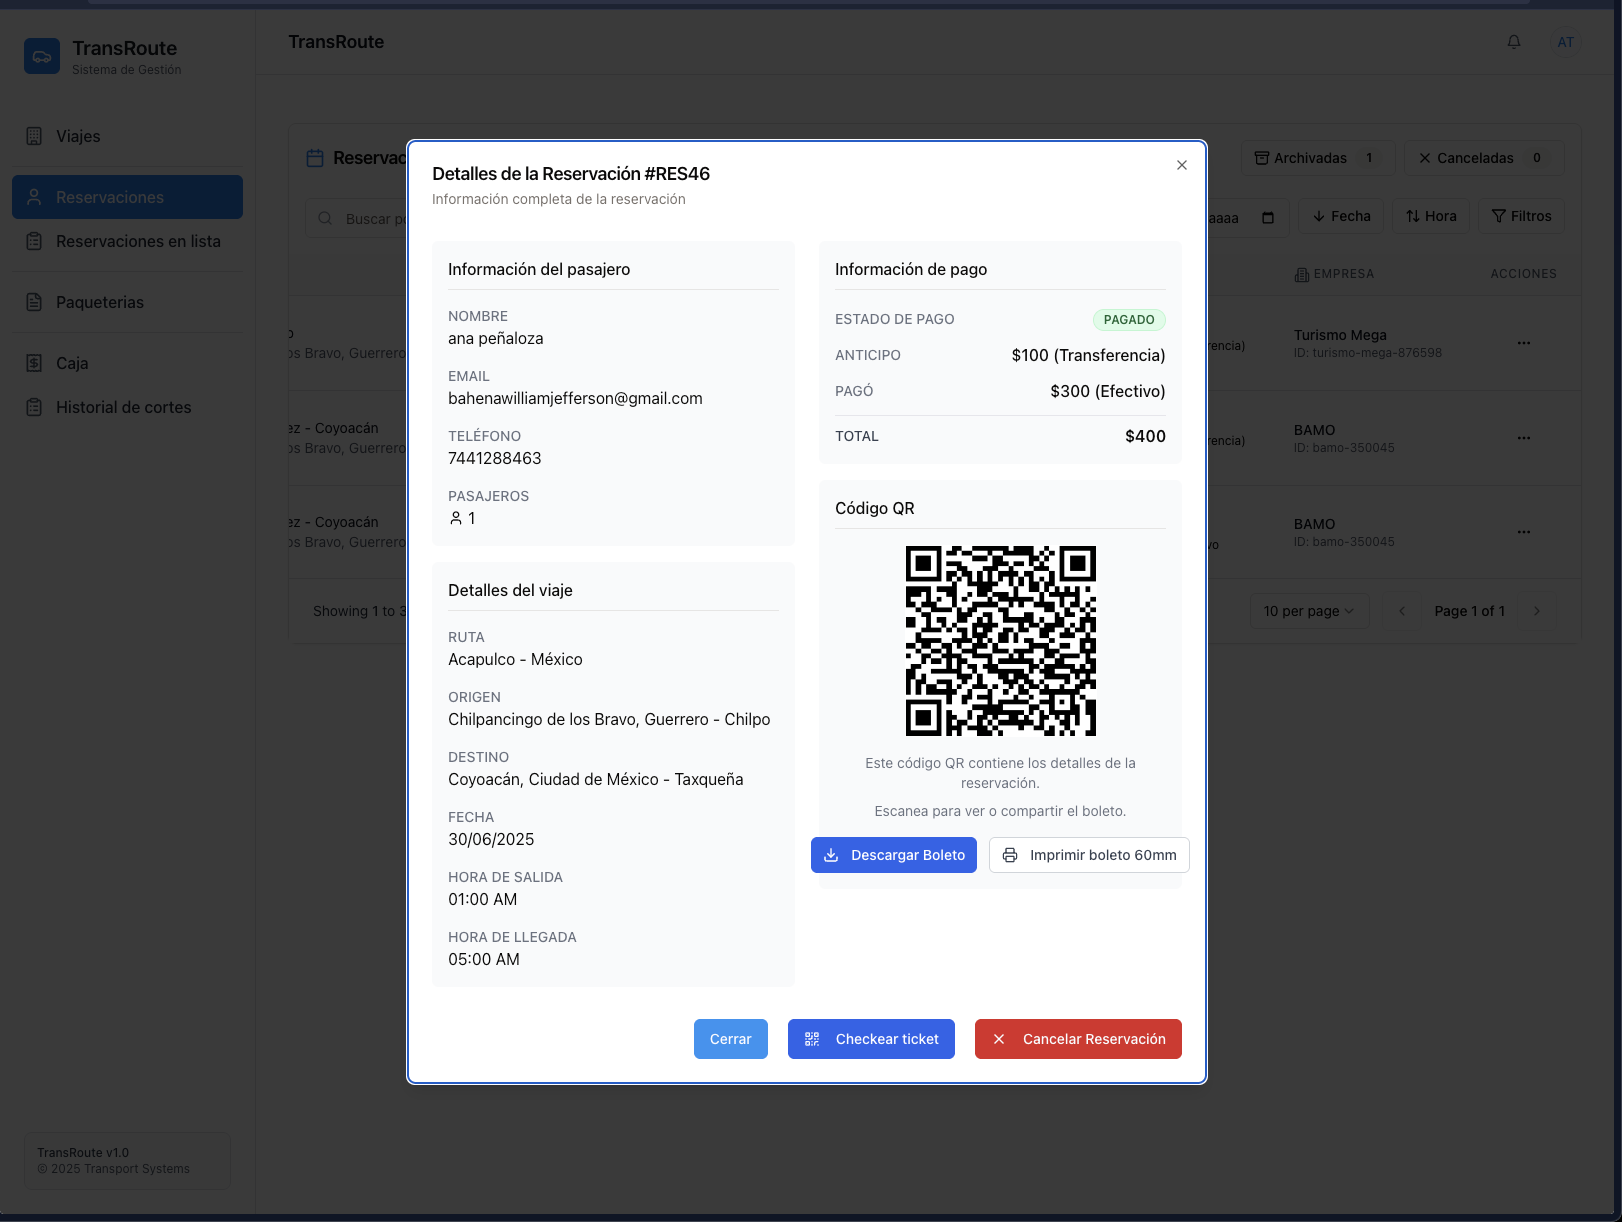 TransRoute
Sistema de Gestión
Viajes
Reservaciones
Reservaciones en lista
Paqueterias
Caja
Historial de cortes
TransRoute v1.0
© 2025 Transport Systems
TransRoute
AT
Archivadas 1
Canceladas 0
Fecha
Hora
Filtros
EMPRESA
ACCIONES
os Bravo, Guerrero
Turismo Mega
ID: turismo-mega-876598
ez - Coyoacán
os Bravo, Guerrero
BAMO
ID: bamo-350045
ez - Coyoacán
os Bravo, Guerrero
BAMO
ID: bamo-350045
Showing 1 to 3
10 per page
Page 1 of 1
Detalles de la Reservación #RES46
Información completa de la reservación
Información del pasajero
NOMBRE
ana peñaloza
EMAIL
bahenawilliamjefferson@gmail.com
TELÉFONO
7441288463
PASAJEROS
1
Detalles del viaje
RUTA
Acapulco - México
ORIGEN
Chilpancingo de los Bravo, Guerrero - Chilpo
DESTINO
Coyoacán, Ciudad de México - Taxqueña
FECHA
30/06/2025
HORA DE SALIDA
01:00 AM
HORA DE LLEGADA
05:00 AM
Información de pago
ESTADO DE PAGO PAGADO
ANTICIPO $100 (Transferencia)
PAGÓ $300 (Efectivo)
TOTAL $400
Código QR
Este código QR contiene los detalles de la
reservación.
Escanea para ver o compartir el boleto.
Descargar Boleto
Imprimir boleto 60mm
Cerrar
Checkear ticket
Cancelar Reservación